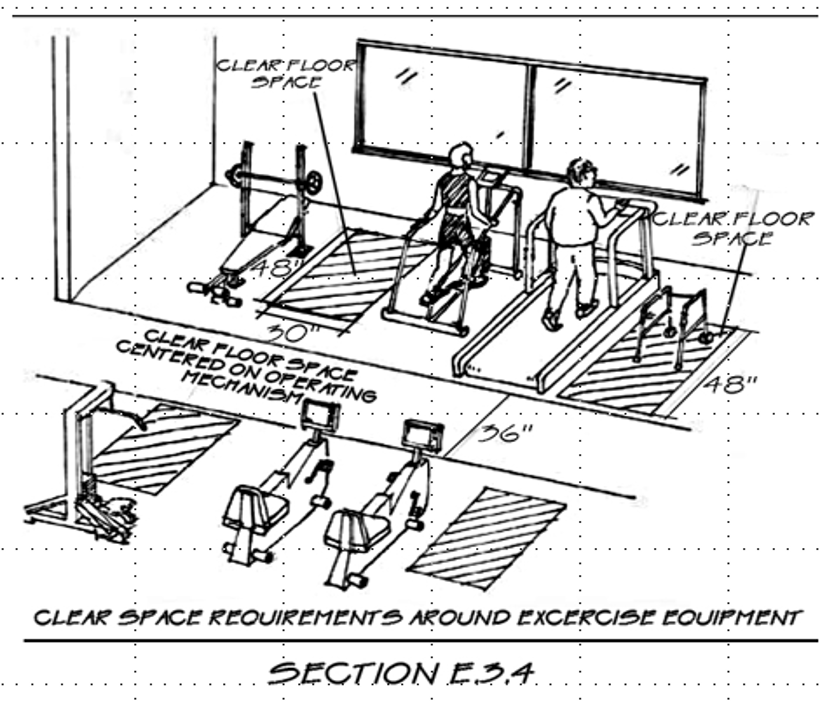 CLEAR FLOOR
SPACE
CLEAR FLOOR
SPACE
48"
30"
CLEAR FLOOR SPACE
CENTERED ON OPERATING
MECHANISM
48"
36"
CLEAR SPACE REQUIREMENTS AROUND EXCERCISE EQUIPMENT
SECTION E.3.4